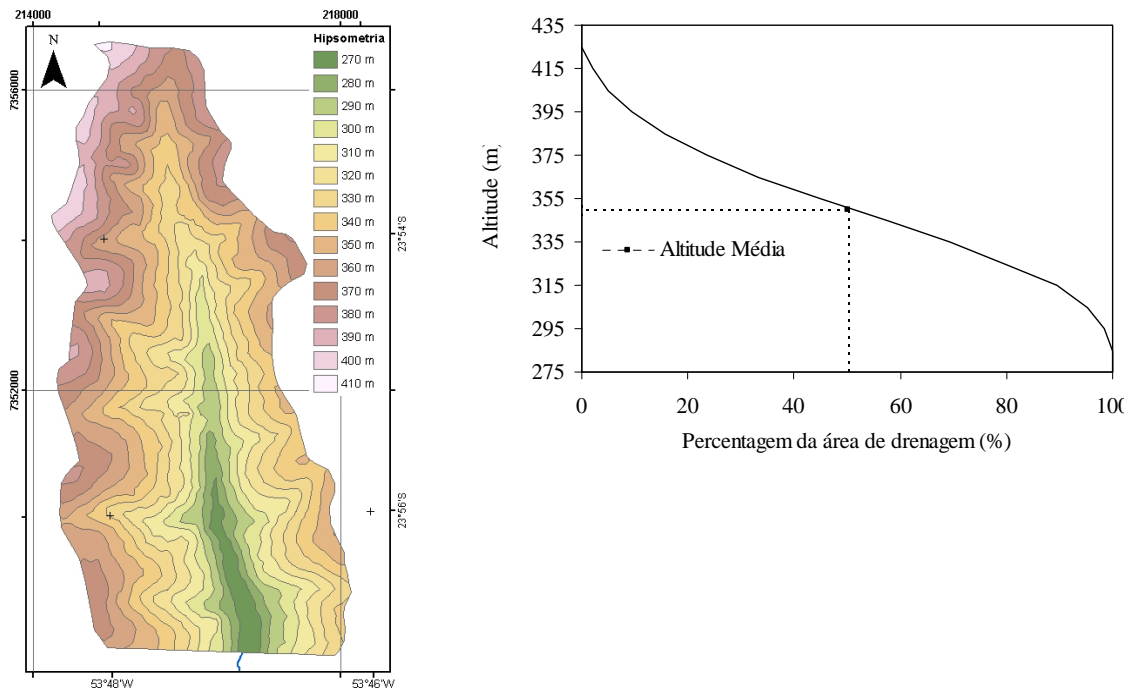 214000
218000
N
Hipsometria
270 m
280 m
290 m
300 m
310 m
320 m
330 m
340 m
350 m
360 m
370 m
380 m
390 m
400 m
410 m
7356000
7352000
23°54'S
23°56'S
53°48'W
53°46'W
435
415
395
375
355
335
315
295
275
Altitude (m)
Altitude Média
0
20
40
60
80
100
Percentagem da área de drenagem (%)